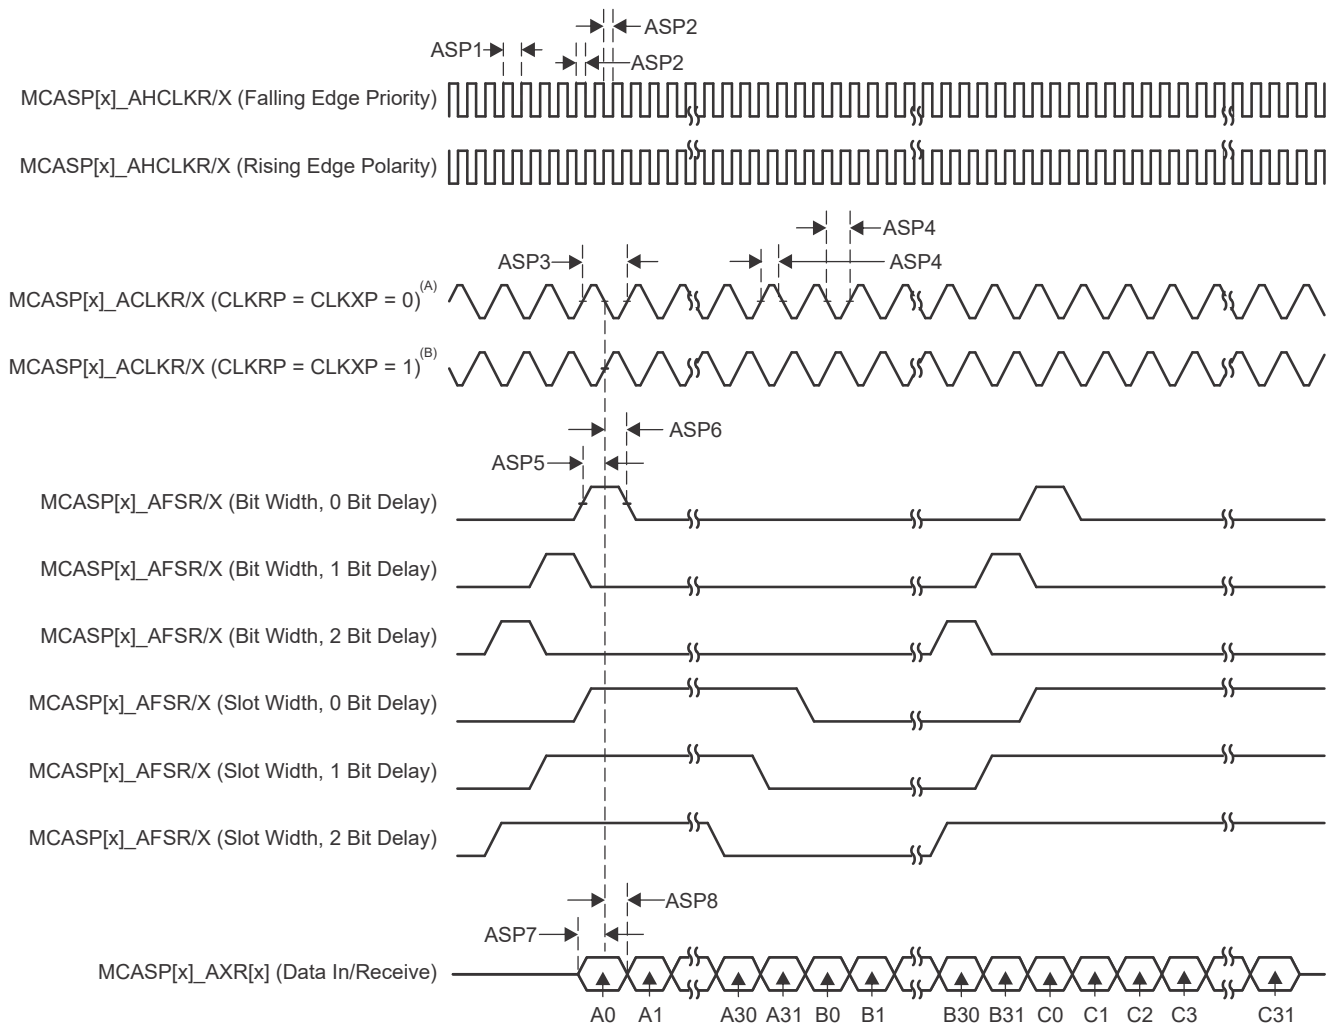 ASP2
ASP1
ASP2
MCASP[x]_AHCLKR/X (Falling Edge Priority)
MCASP[x]_AHCLKR/X (Rising Edge Polarity)
ASP4
ASP3
ASP4
MCASP[x]_ACLKR/X (CLKRP = CLKXP = 0)(A)
MCASP[x]_ACLKR/X (CLKRP = CLKXP = 1)(B)
ASP6
ASP5
MCASP[x]_AFSR/X (Bit Width, 0 Bit Delay)
MCASP[x]_AFSR/X (Bit Width, 1 Bit Delay)
MCASP[x]_AFSR/X (Bit Width, 2 Bit Delay)
MCASP[x]_AFSR/X (Slot Width, 0 Bit Delay)
MCASP[x]_AFSR/X (Slot Width, 1 Bit Delay)
MCASP[x]_AFSR/X (Slot Width, 2 Bit Delay)
ASP8
ASP7
MCASP[x]_AXR[x] (Data In/Receive)
A0 A1 A30 A31 B0 B1 B30 B31 C0 C1 C2 C3 C31